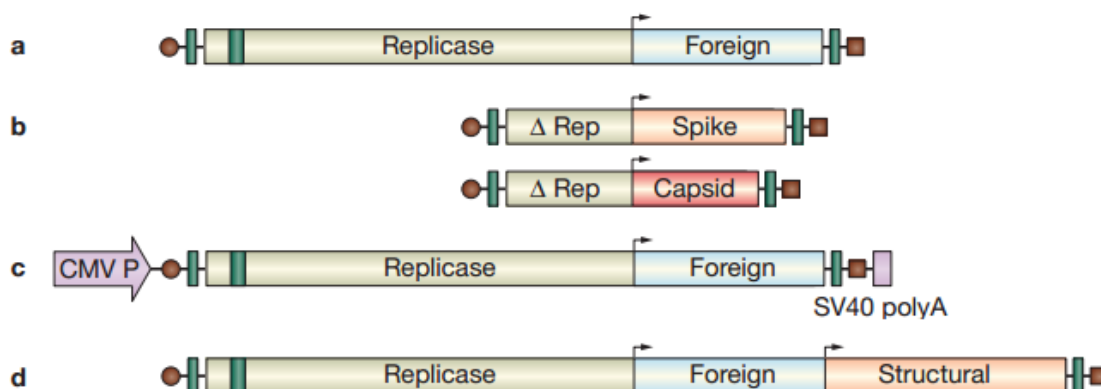 a Replicase Foreign
b Δ Rep Spike
Δ Rep Capsid
c CMV P Replicase Foreign
SV40 polyA
d Replicase Foreign Structural